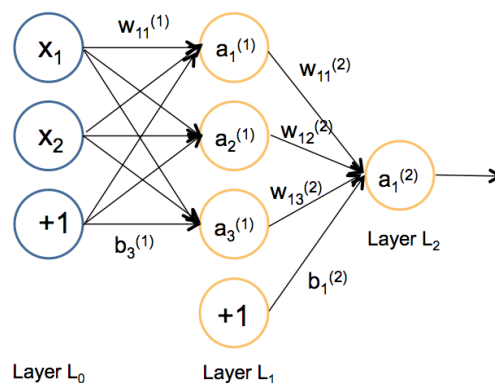 w₁₁⁽¹⁾
x₁
a₁⁽¹⁾
w₁₁⁽²⁾
x₂
a₂⁽¹⁾
w₁₂⁽²⁾
a₁⁽²⁾
w₁₃⁽²⁾
+1
b₃⁽¹⁾
a₃⁽¹⁾
Layer L₂
b₁⁽²⁾
+1
Layer L₀
Layer L₁